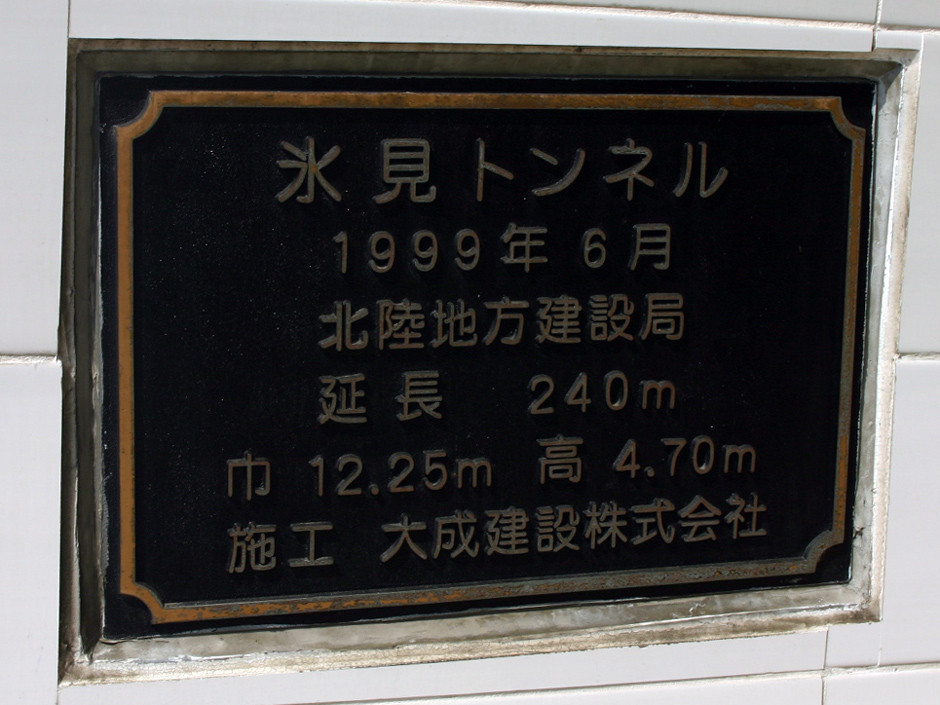 氷見トンネル
1999年 6月
北陸地方建設局
延長 240m
巾 12.25m 高 4.70m
施工 大成建設株式会社